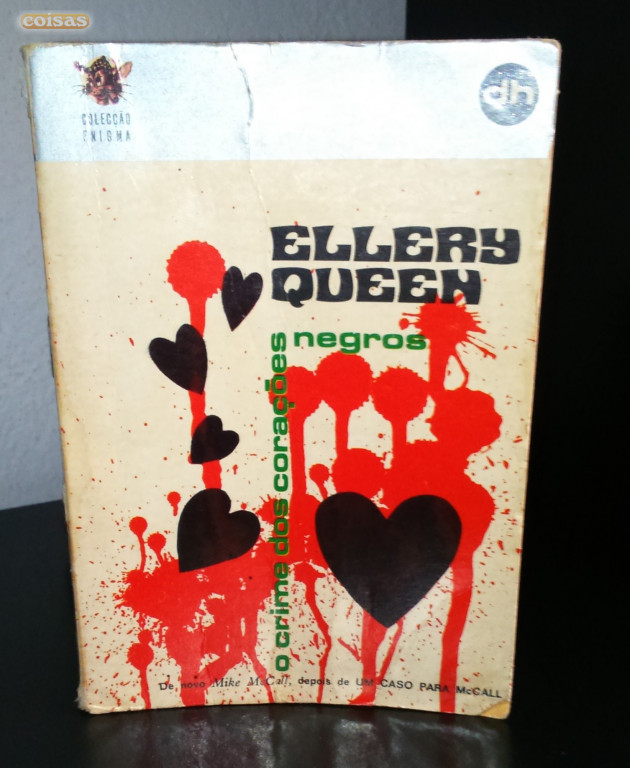 coisas
COLECÇÃO
ENIGMA
dh
ELLERY
QUEEN
o crime dos corações
negros
De novo Mike McCall, depois de UM CASO PARA McCALL